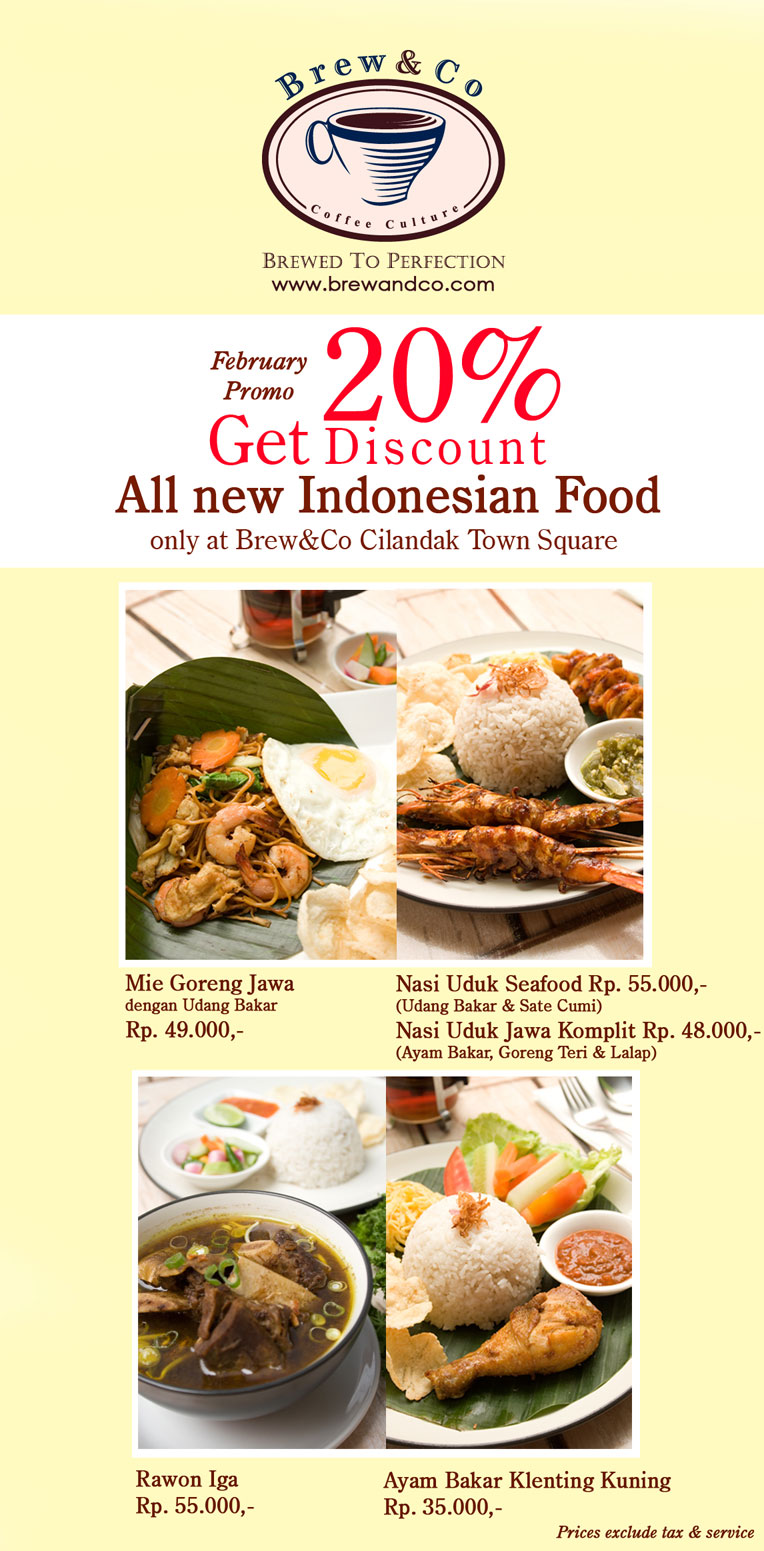 Brew&Co
Coffee Culture
BREWED TO PERFECTION
www.brewandco.com
February
Promo
20%
Get Discount
All new Indonesian Food
only at Brew&Co Cilandak Town Square
Mie Goreng Jawa
dengan Udang Bakar
Rp. 49.000,-
Nasi Uduk Seafood Rp. 55.000,-
(Udang Bakar & Sate Cumi)
Nasi Uduk Jawa Komplit Rp. 48.000,-
(Ayam Bakar, Goreng Teri & Lalap)
Rawon Iga
Rp. 55.000,-
Ayam Bakar Klenting Kuning
Rp. 35.000,-
Prices exclude tax & service